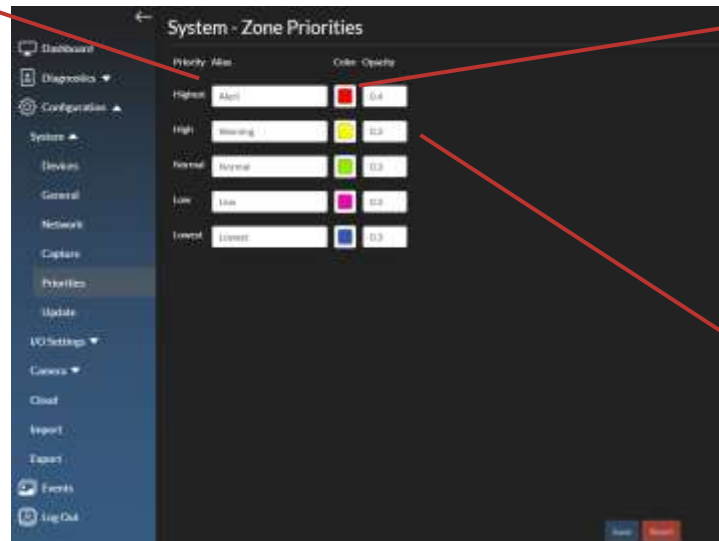 System - Zone Priorities
Dashboard
Diagnostics
Configuration
System
Devices
General
Network
Capture
Priorities
Update
I/O Settings
Camera
Cloud
Import
Export
Events
Log Out
Priority Alias Color Opacity
Highest Alert 0.4
High Warning 0.3
Normal Normal 0.3
Low Low 0.3
Lowest Lowest 0.3
Save Reset